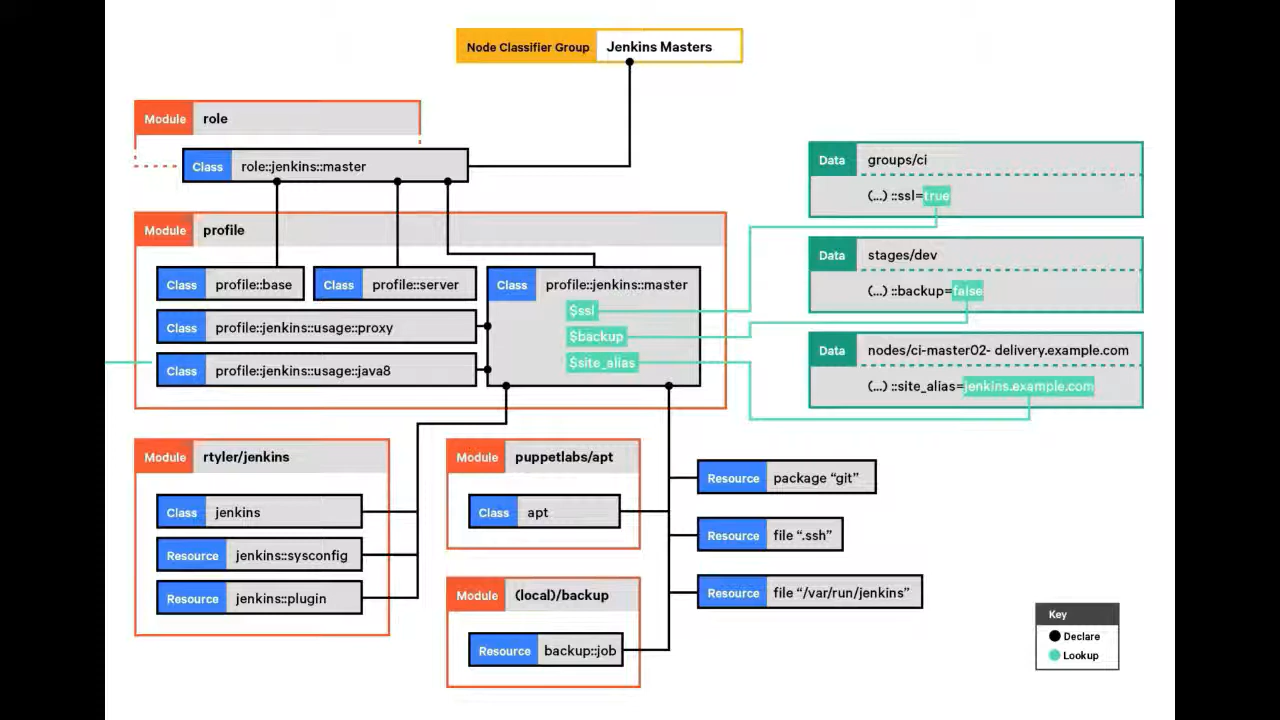 Node Classifier Group Jenkins Masters
Module role
Class role::jenkins::master
Module profile
Class profile::base
Class profile::server
Class profile::jenkins::master
$ssl
$backup
$site_alias
profile::jenkins::usage::proxy
Class
Class profile::jenkins::usage::java8
Data groups/ci
(...) ::ssl=true
Data stages/dev
(...) ::backup=false
Data nodes/ci-master02- delivery.example.com
(...) ::site_alias=jenkins.example.com
Module rtyler/jenkins
Class jenkins
Resource jenkins::sysconfig
Resource jenkins::plugin
Module puppetlabs/apt
Class apt
Module (local)/backup
Resource backup::job
Resource package “git”
Resource file “.ssh”
Resource file “/var/run/jenkins”
Key
Declare
Lookup